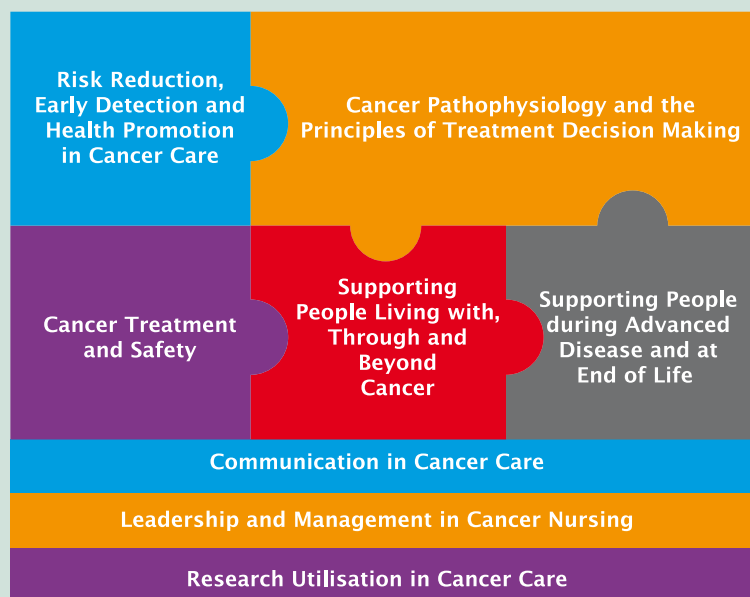 Risk Reduction,
Early Detection and
Health Promotion
in Cancer Care
Cancer Pathophysiology and the
Principles of Treatment Decision Making
Cancer Treatment
and Safety
Supporting
People Living with,
Through and
Beyond
Cancer
Supporting People
during Advanced
Disease and at
End of Life
Communication in Cancer Care
Leadership and Management in Cancer Nursing
Research Utilisation in Cancer Care